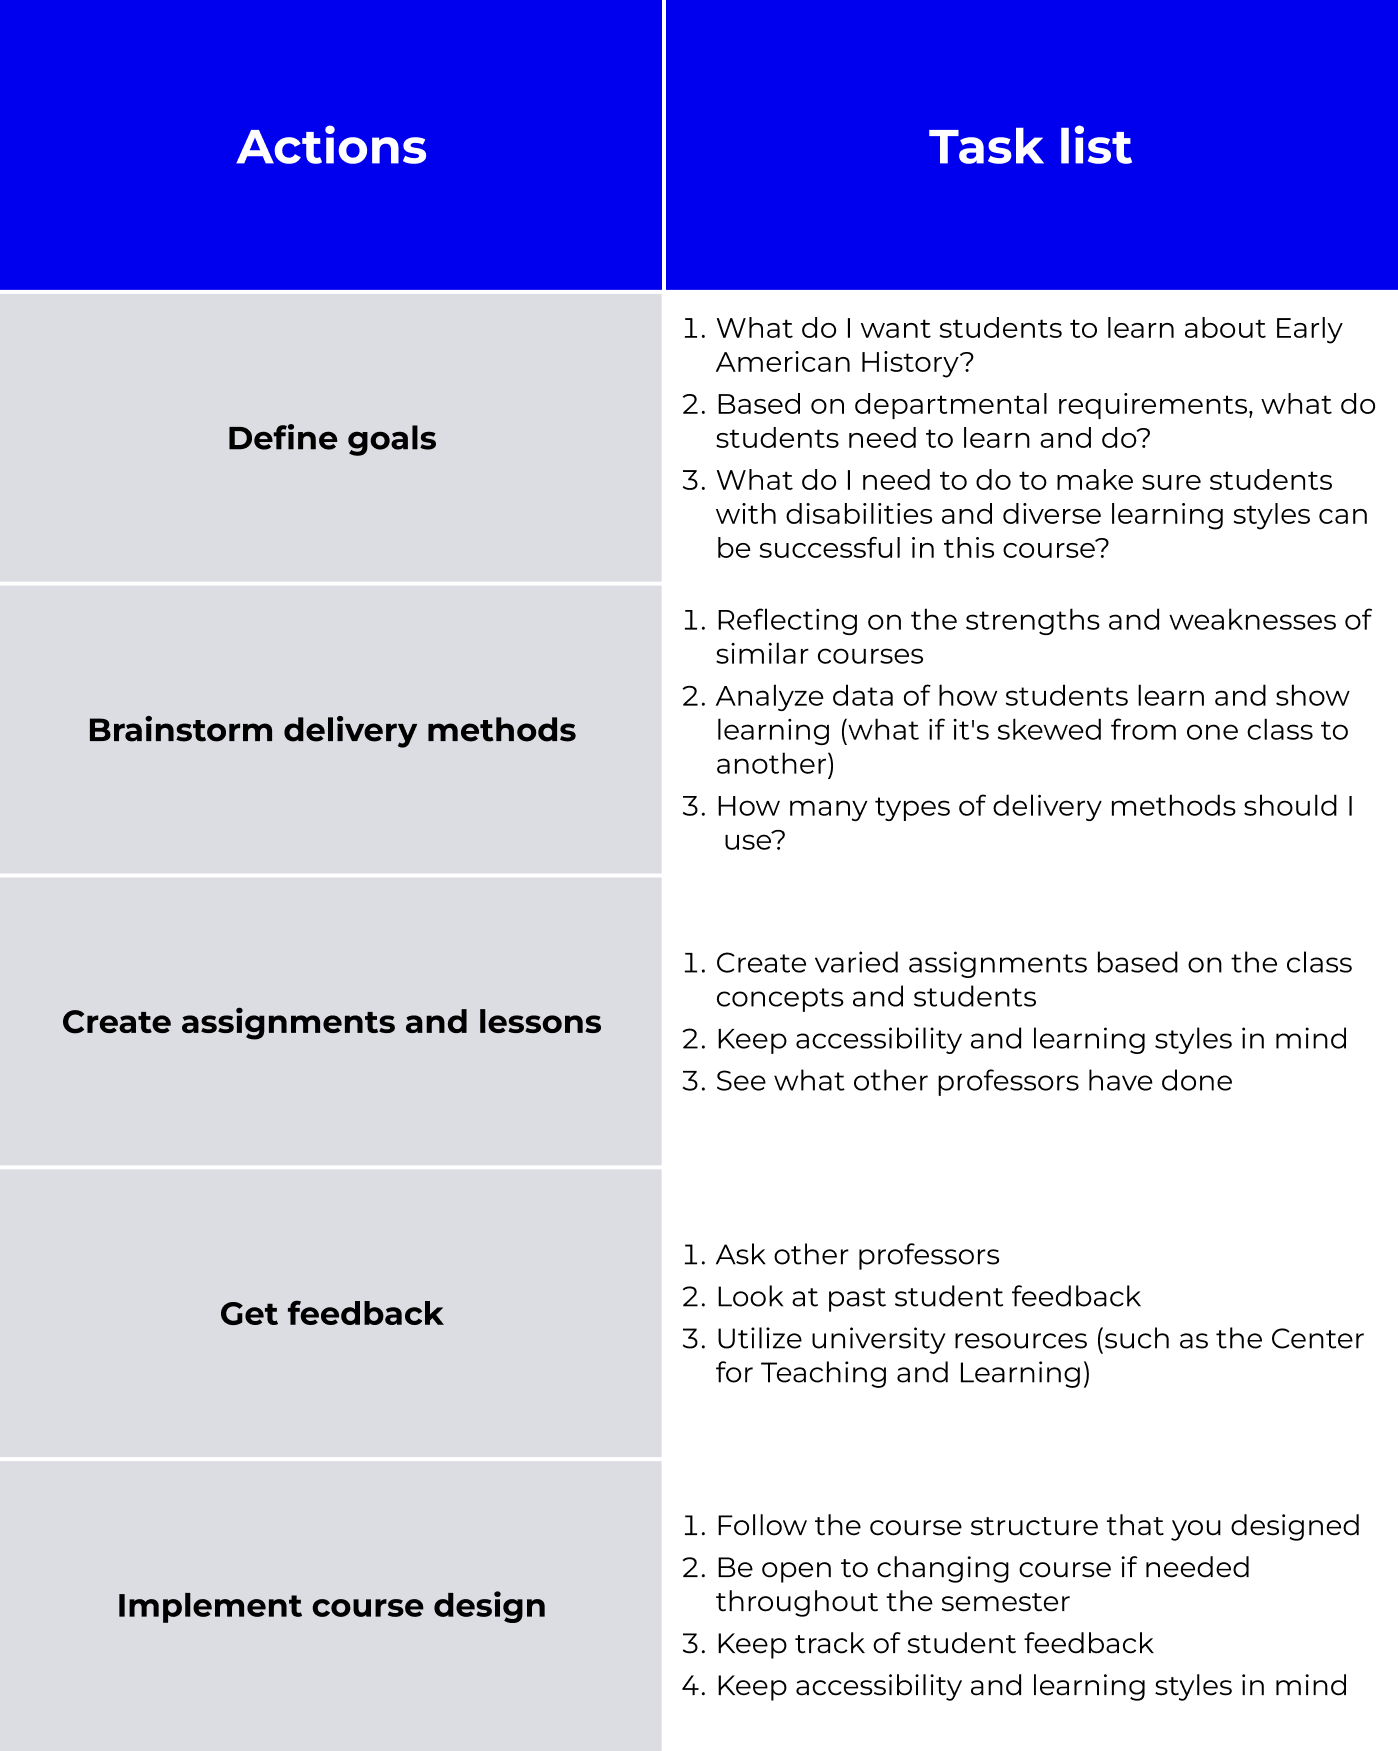 Actions
Task list
Define goals
1. What do I want students to learn about Early
American History?
2. Based on departmental requirements, what do
students need to learn and do?
3. What do I need to do to make sure students
with disabilities and diverse learning styles can
be successful in this course?
Brainstorm delivery methods
1. Reflecting on the strengths and weaknesses of
similar courses
2. Analyze data of how students learn and show
learning (what if it's skewed from one class to
another)
3. How many types of delivery methods should I
use?
Create assignments and lessons
1. Create varied assignments based on the class
concepts and students
2. Keep accessibility and learning styles in mind
3. See what other professors have done
Get feedback
1. Ask other professors
2. Look at past student feedback
3. Utilize university resources (such as the Center
for Teaching and Learning)
Implement course design
1. Follow the course structure that you designed
2. Be open to changing course if needed
throughout the semester
3. Keep track of student feedback
4. Keep accessibility and learning styles in mind